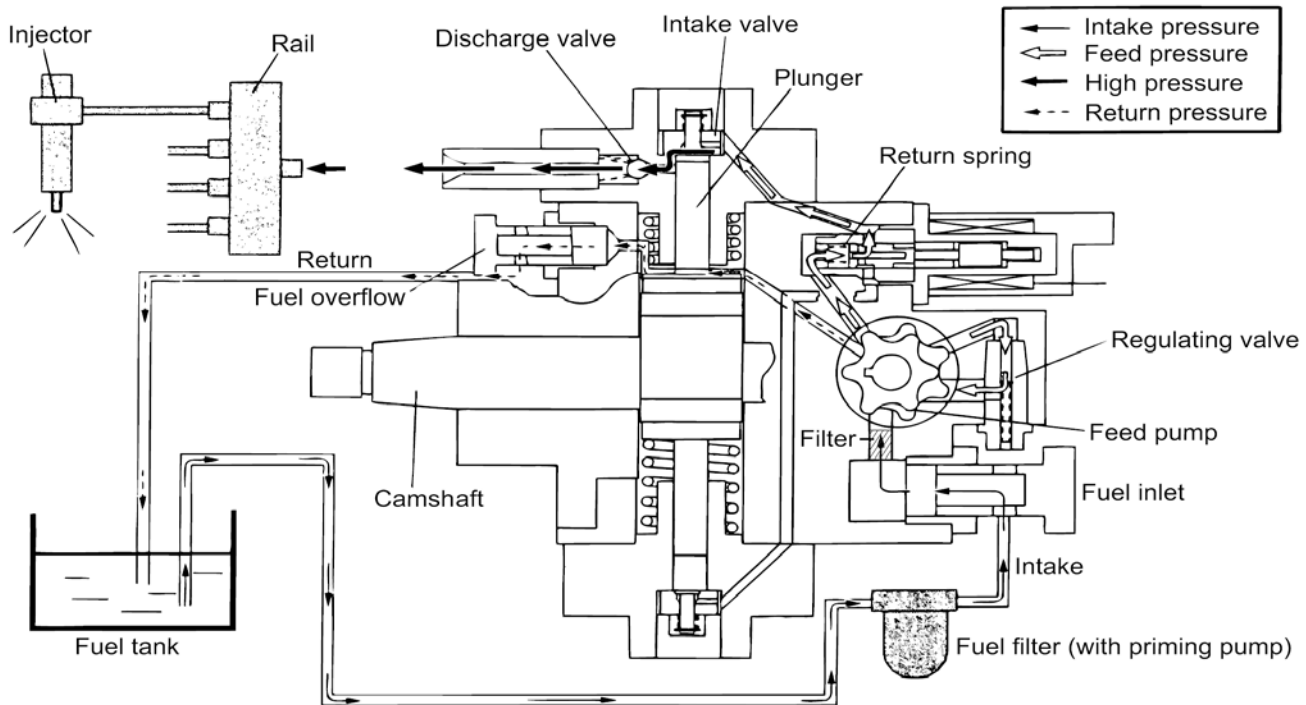 Injector
Rail
Discharge valve
Intake valve
Plunger
Intake pressure
Feed pressure
High pressure
Return pressure
Return spring
Return
Fuel overflow
Regulating valve
Filter
Feed pump
Camshaft
Fuel inlet
Intake
Fuel tank
Fuel filter (with priming pump)